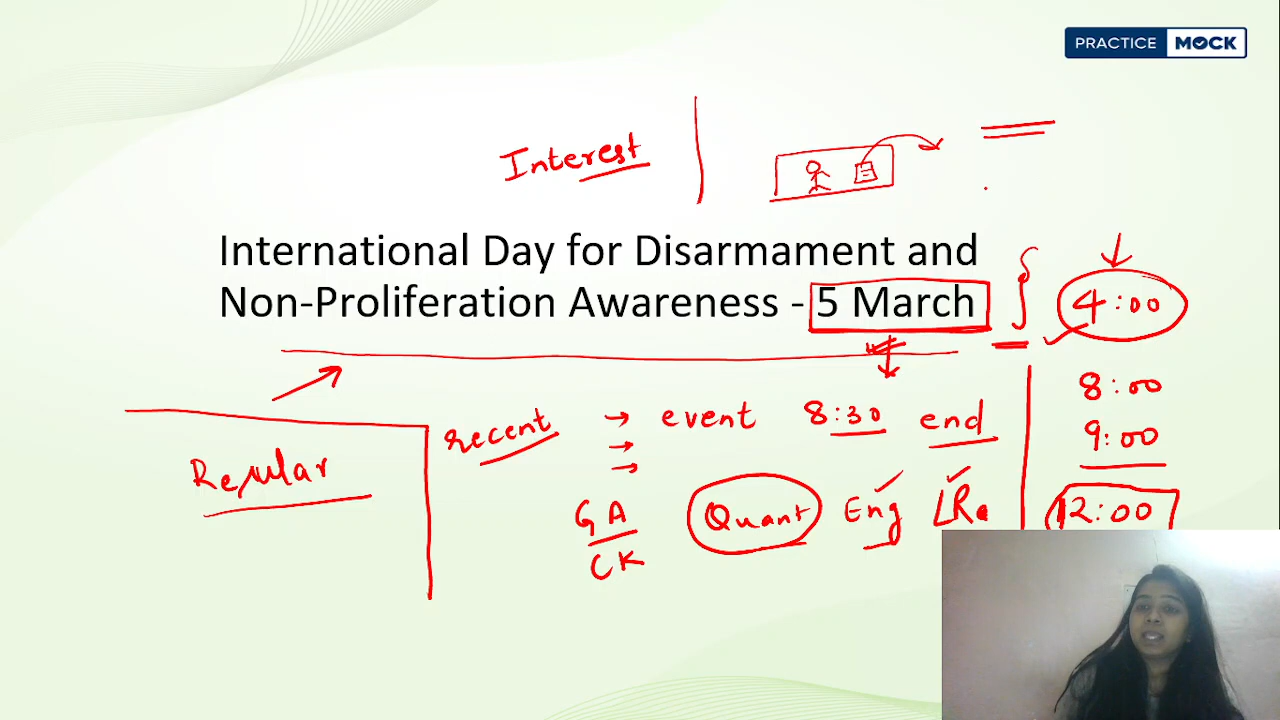 PRACTICE MOCK
Interest
International Day for Disarmament and
Non-Proliferation Awareness - 5 March
4:00
8:00
recent → event 8:30 end
9:00
Regular
GA Quant Eng LRe
12:00
CK